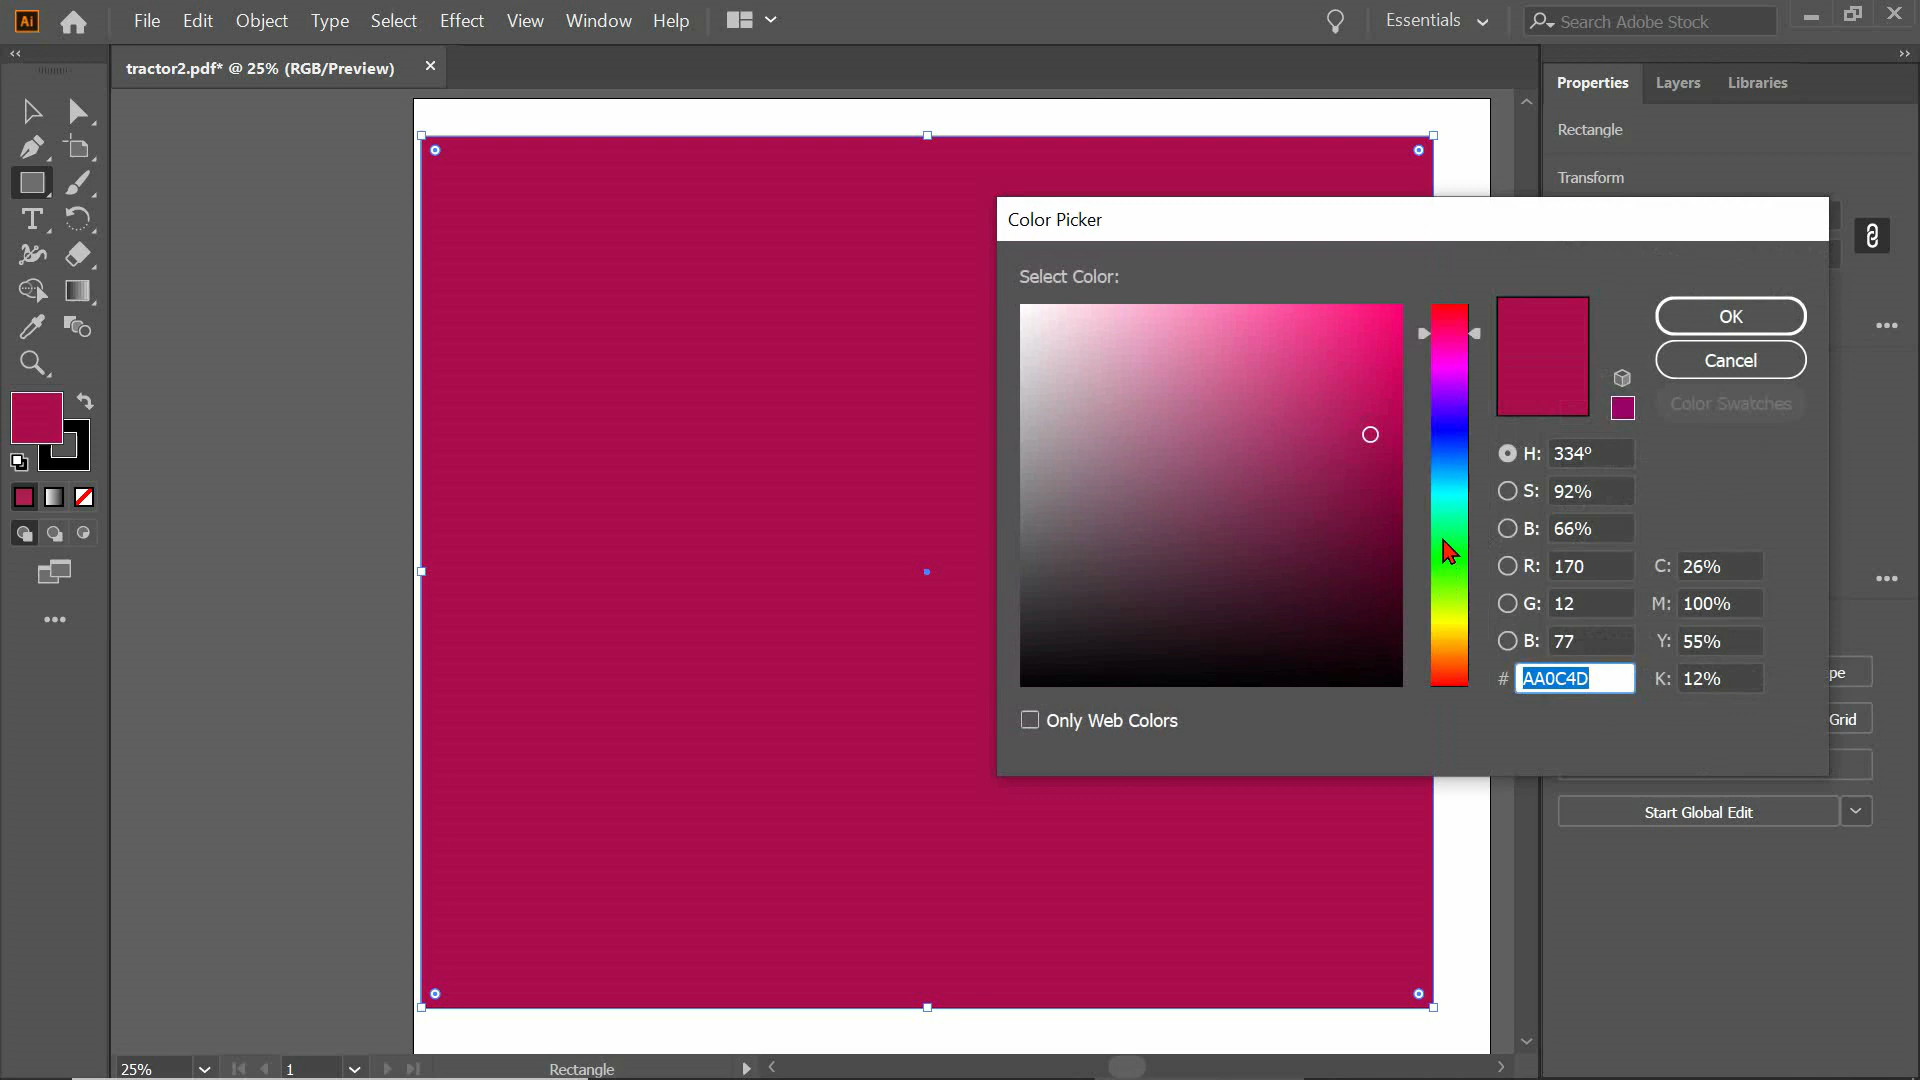 Ai File Edit Object Type Select Effect View Window Help Essentials Search Adobe Stock
tractor2.pdf* @ 25% (RGB/Preview)
Properties Layers Libraries
Rectangle
Transform
Color Picker
Select Color:
OK
Cancel
Color Swatches
H: 334º
S: 92%
B: 66%
R: 170 C: 26%
G: 12 M: 100%
B: 77 Y: 55%
# AA0C4D K: 12%
pe
Only Web Colors
Grid
Start Global Edit
25% 1 Rectangle